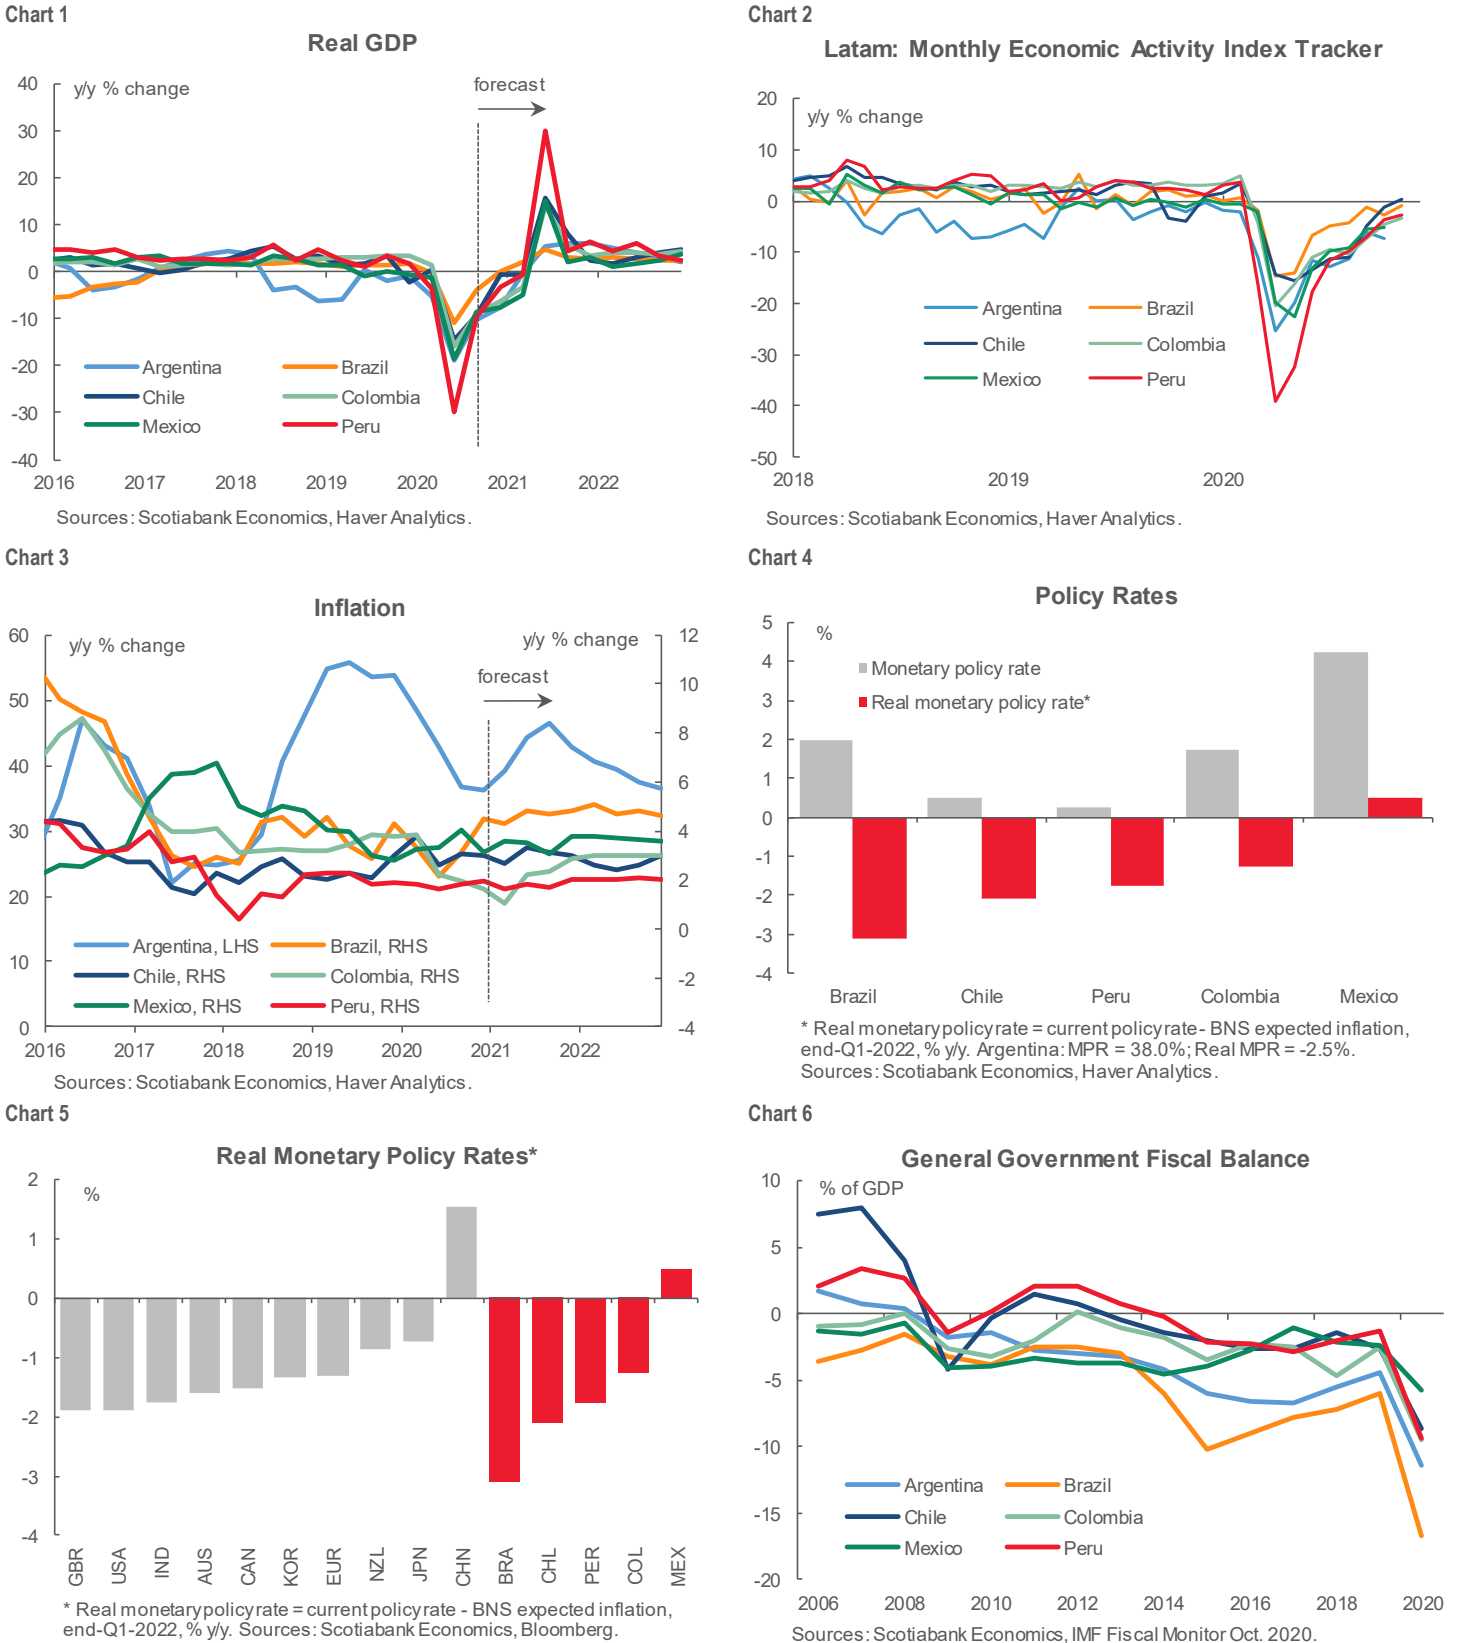 Chart 1
Real GDP
y/y % change
forecast
40
30
20
10
0
-10
-20
-30
-40
Argentina
Brazil
Chile
Colombia
Mexico
Peru
2016 2017 2018 2019 2020 2021 2022
Sources: Scotiabank Economics, Haver Analytics.
Chart 2
Latam: Monthly Economic Activity Index Tracker
y/y % change
20
10
0
-10
-20
-30
-40
-50
Argentina
Brazil
Chile
Colombia
Mexico
Peru
2018 2019 2020
Sources: Scotiabank Economics, Haver Analytics.
Chart 3
Inflation
y/y % change
y/y % change
forecast
60
50
40
30
20
10
0
12
10
8
6
4
2
0
-2
-4
Argentina, LHS
Brazil, RHS
Chile, RHS
Colombia, RHS
Mexico, RHS
Peru, RHS
2016 2017 2018 2019 2020 2021 2022
Sources: Scotiabank Economics, Haver Analytics.
Chart 4
Policy Rates
%
5
4
3
2
1
0
-1
-2
-3
-4
Monetary policy rate
Real monetary policy rate*
Brazil Chile Peru Colombia Mexico
* Real monetary policy rate = current policy rate - BNS expected inflation,
end-Q1-2022, % y/y. Argentina: MPR = 38.0%; Real MPR = -2.5%.
Sources: Scotiabank Economics, Haver Analytics.
Chart 5
Real Monetary Policy Rates*
%
2
1
0
-1
-2
-3
-4
GBR USA IND AUS CAN KOR EUR NZL JPN CHN BRA CHL PER COL MEX
* Real monetary policy rate = current policy rate - BNS expected inflation,
end-Q1-2022, % y/y. Sources: Scotiabank Economics, Bloomberg.
Chart 6
General Government Fiscal Balance
% of GDP
10
5
0
-5
-10
-15
-20
Argentina
Brazil
Chile
Colombia
Mexico
Peru
2006 2008 2010 2012 2014 2016 2018 2020
Sources: Scotiabank Economics, IMF Fiscal Monitor Oct. 2020.